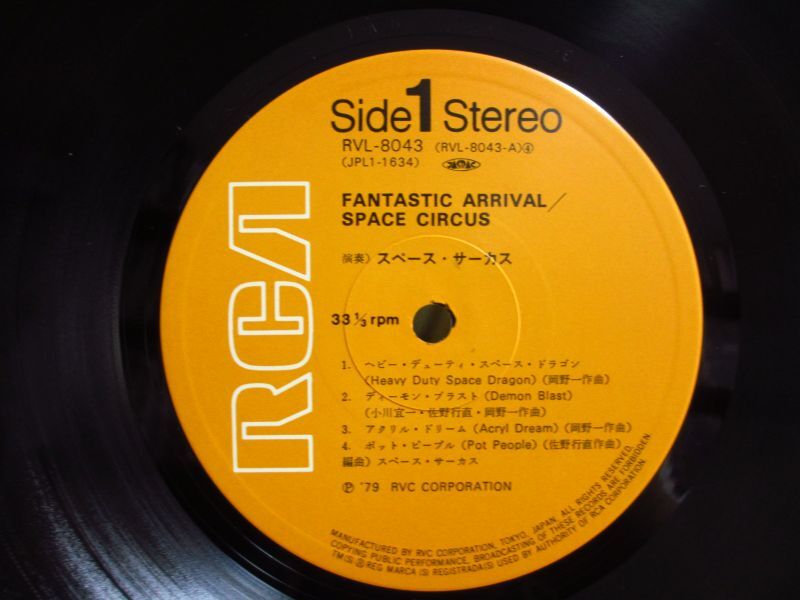 Side 1 Stereo
RVL-8043 (RVL-8043-A)④
(JPL1-1634) JASRAC
FANTASTIC ARRIVAL/
SPACE CIRCUS
演奏) スペース・サーカス
33 1/3 rpm
1. ヘビー・デューティ・スペース・ドラゴン
(Heavy Duty Space Dragon) (岡野一作曲)
2. ディーモン・ブラスト (Demon Blast)
(小川宜一・佐野行直・岡野一作曲)
3. アクリル・ドリーム (Acryl Dream) (岡野一作曲)
4. ポット・ピープル (Pot People) (佐野行直作曲)
編曲) スペース・サーカス
Ⓟ '79 RVC CORPORATION
RCA
MANUFACTURED BY RVC CORPORATION, TOKYO, JAPAN. ALL RIGHTS RESERVED.
COPYING PUBLIC PERFORMANCE, BROADCASTING OF THESE RECORDS ARE FORBIDDEN.
TM(S) Ⓡ REG MARCA(S) REGISTRADA(S) USED BY AUTHORITY OF RCA CORPORATION.